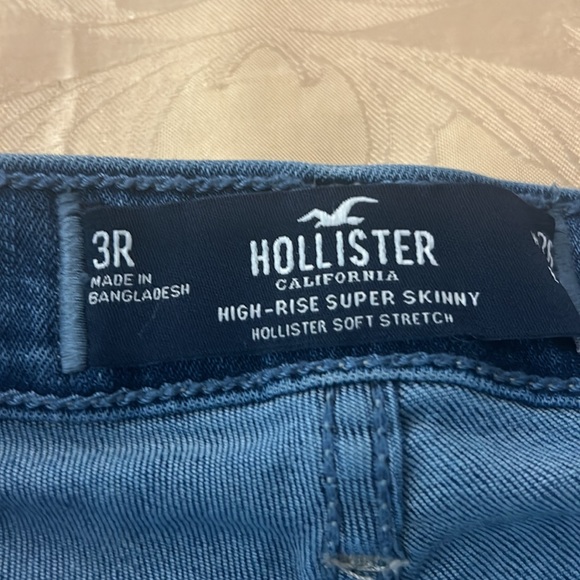 3R
MADE IN
BANGLADESH
HOLLISTER
CALIFORNIA
HIGH-RISE SUPER SKINNY
HOLLISTER SOFT STRETCH